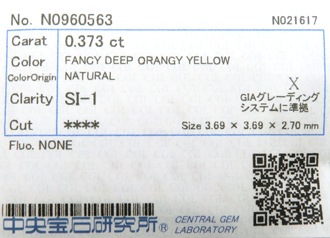 No. N0960563 N021617
Carat 0.373 ct
Color FANCY DEEP ORANGY YELLOW
ColorOrigin NATURAL
Clarity SI-1
X
GIAグレーディング
システムに準拠
Cut **** Size 3.69 × 3.69 × 2.70 mm
Fluo. NONE
中央宝石研究所® CENTRAL GEM
LABORATORY